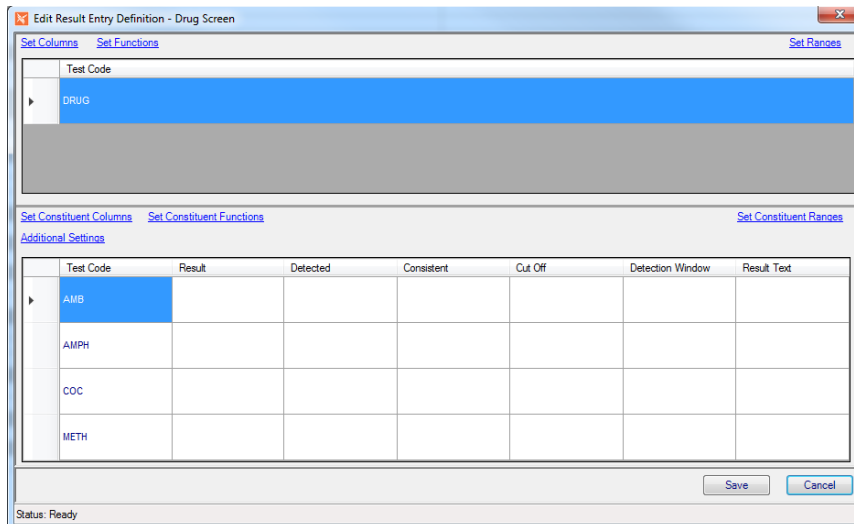 Edit Result Entry Definition - Drug Screen
X
Set Columns Set Functions Set Ranges
Test Code
DRUG
Set Constituent Columns Set Constituent Functions Set Constituent Ranges
Additional Settings
Test Code Result Detected Consistent Cut Off Detection Window Result Text
AMB
AMPH
COC
METH
Save Cancel
Status: Ready